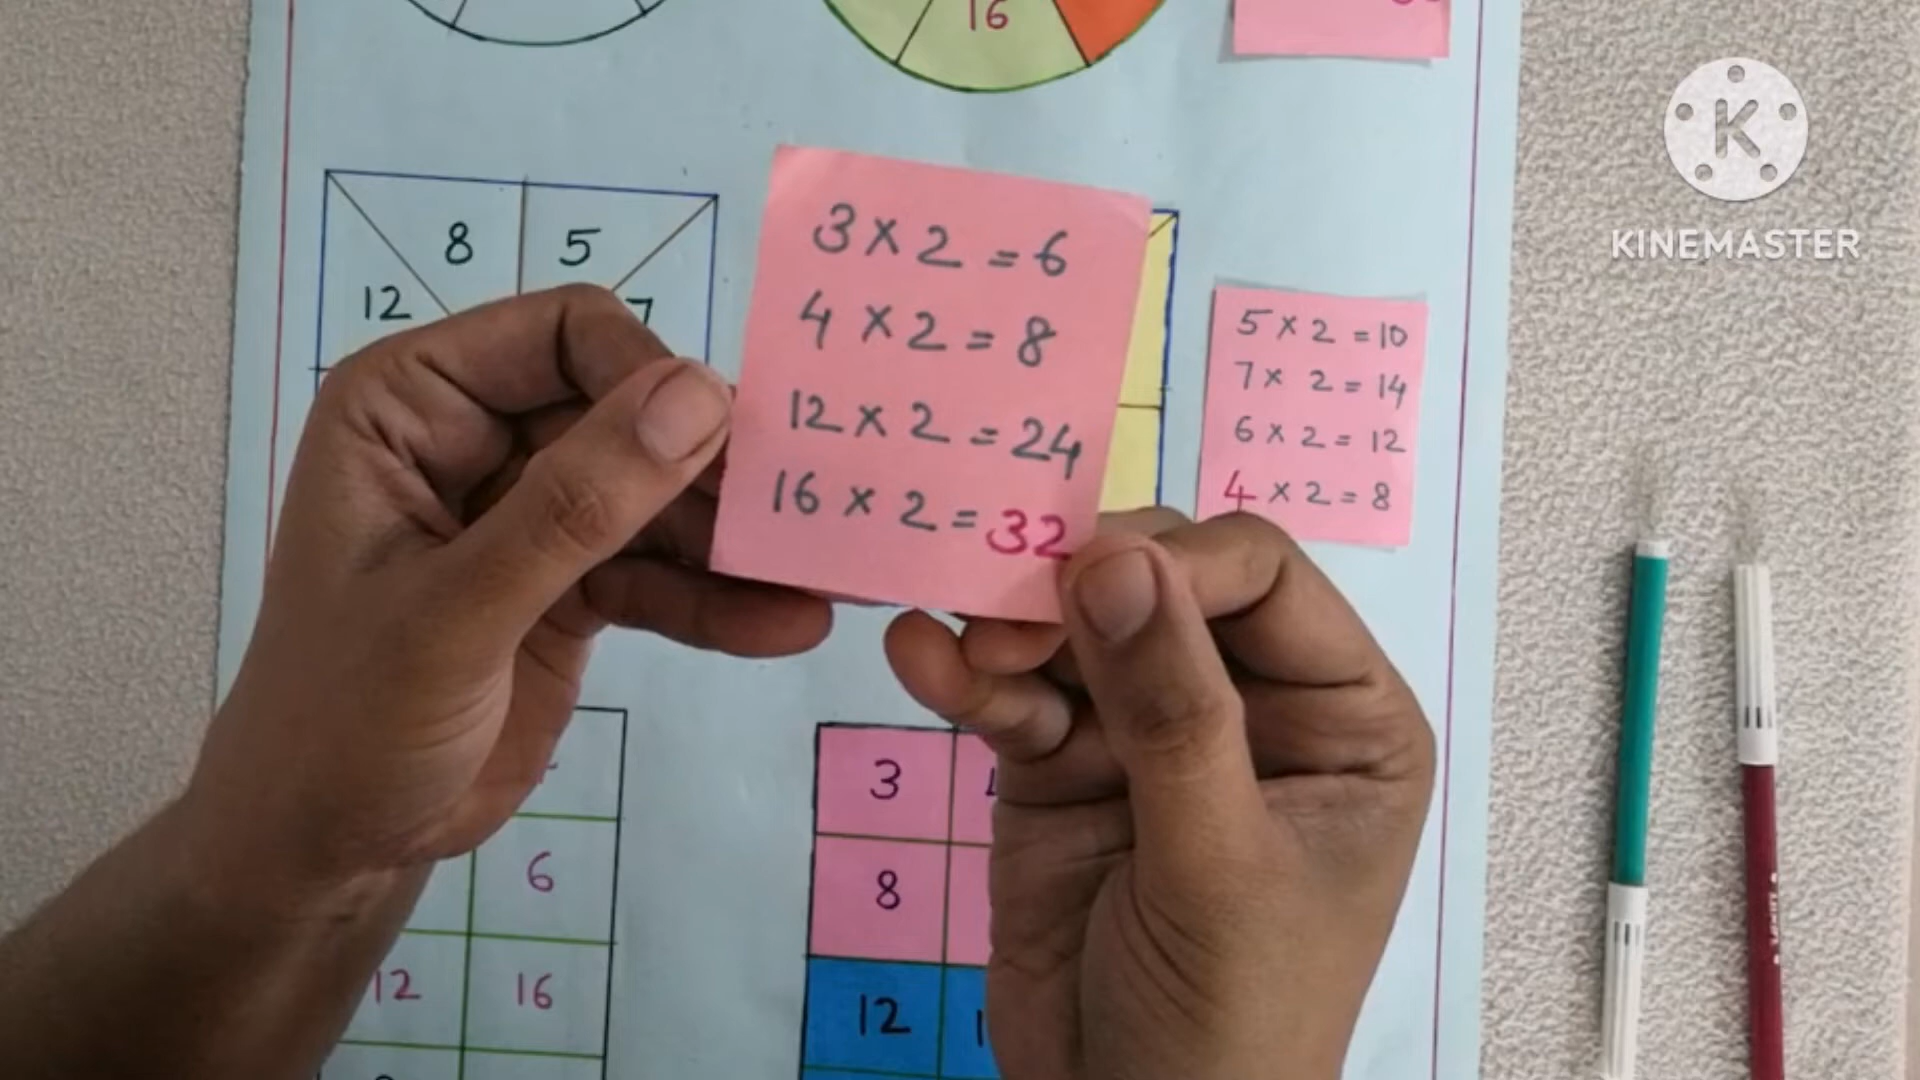 16
KINEMASTER
8 5
12 7
3 × 2 = 6
4 × 2 = 8
12 × 2 = 24
16 × 2 = 32
5 × 2 = 10
7 × 2 = 14
6 × 2 = 12
4 × 2 = 8
6
12 16
3
8
12